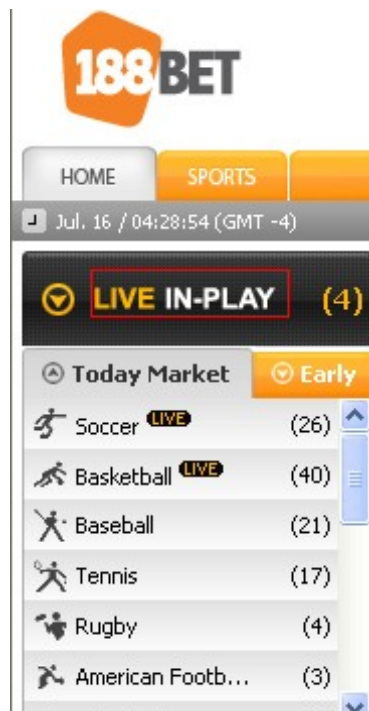 188BET
HOME SPORTS
Jul. 16 / 04:28:54 (GMT -4)
LIVE IN-PLAY (4)
Today Market Early
Soccer LIVE (26)
Basketball LIVE (40)
Baseball (21)
Tennis (17)
Rugby (4)
American Footb... (3)